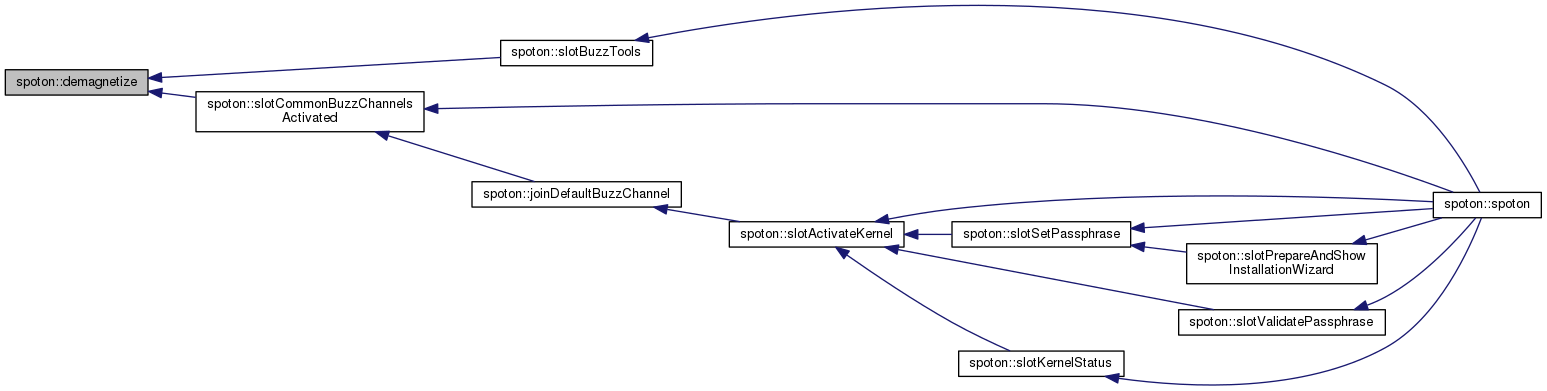 spoton::demagnetize
spoton::slotBuzzTools
spoton::slotCommonBuzzChannels
Activated
spoton::joinDefaultBuzzChannel
spoton::slotActivateKernel
spoton::slotSetPassphrase
spoton::slotPrepareAndShow
InstallationWizard
spoton::slotValidatePassphrase
spoton::slotKernelStatus
spoton::spoton